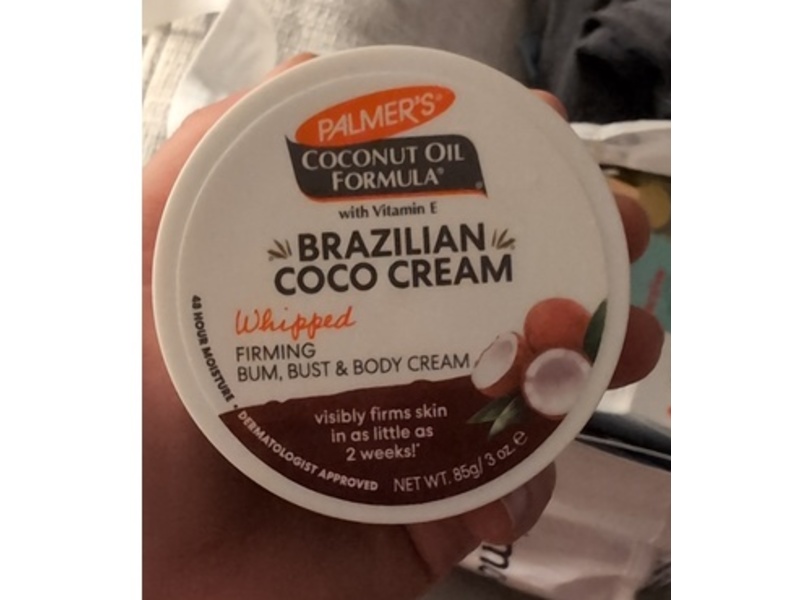 PALMER'S®
COCONUT OIL
FORMULA®
with Vitamin E
BRAZILIAN
COCO CREAM
Whipped
FIRMING
BUM, BUST & BODY CREAM
visibly firms skin
in as little as
2 weeks!*
48 HOUR MOISTURE • DERMATOLOGIST APPROVED
NET WT. 85g/ 3 oz. e